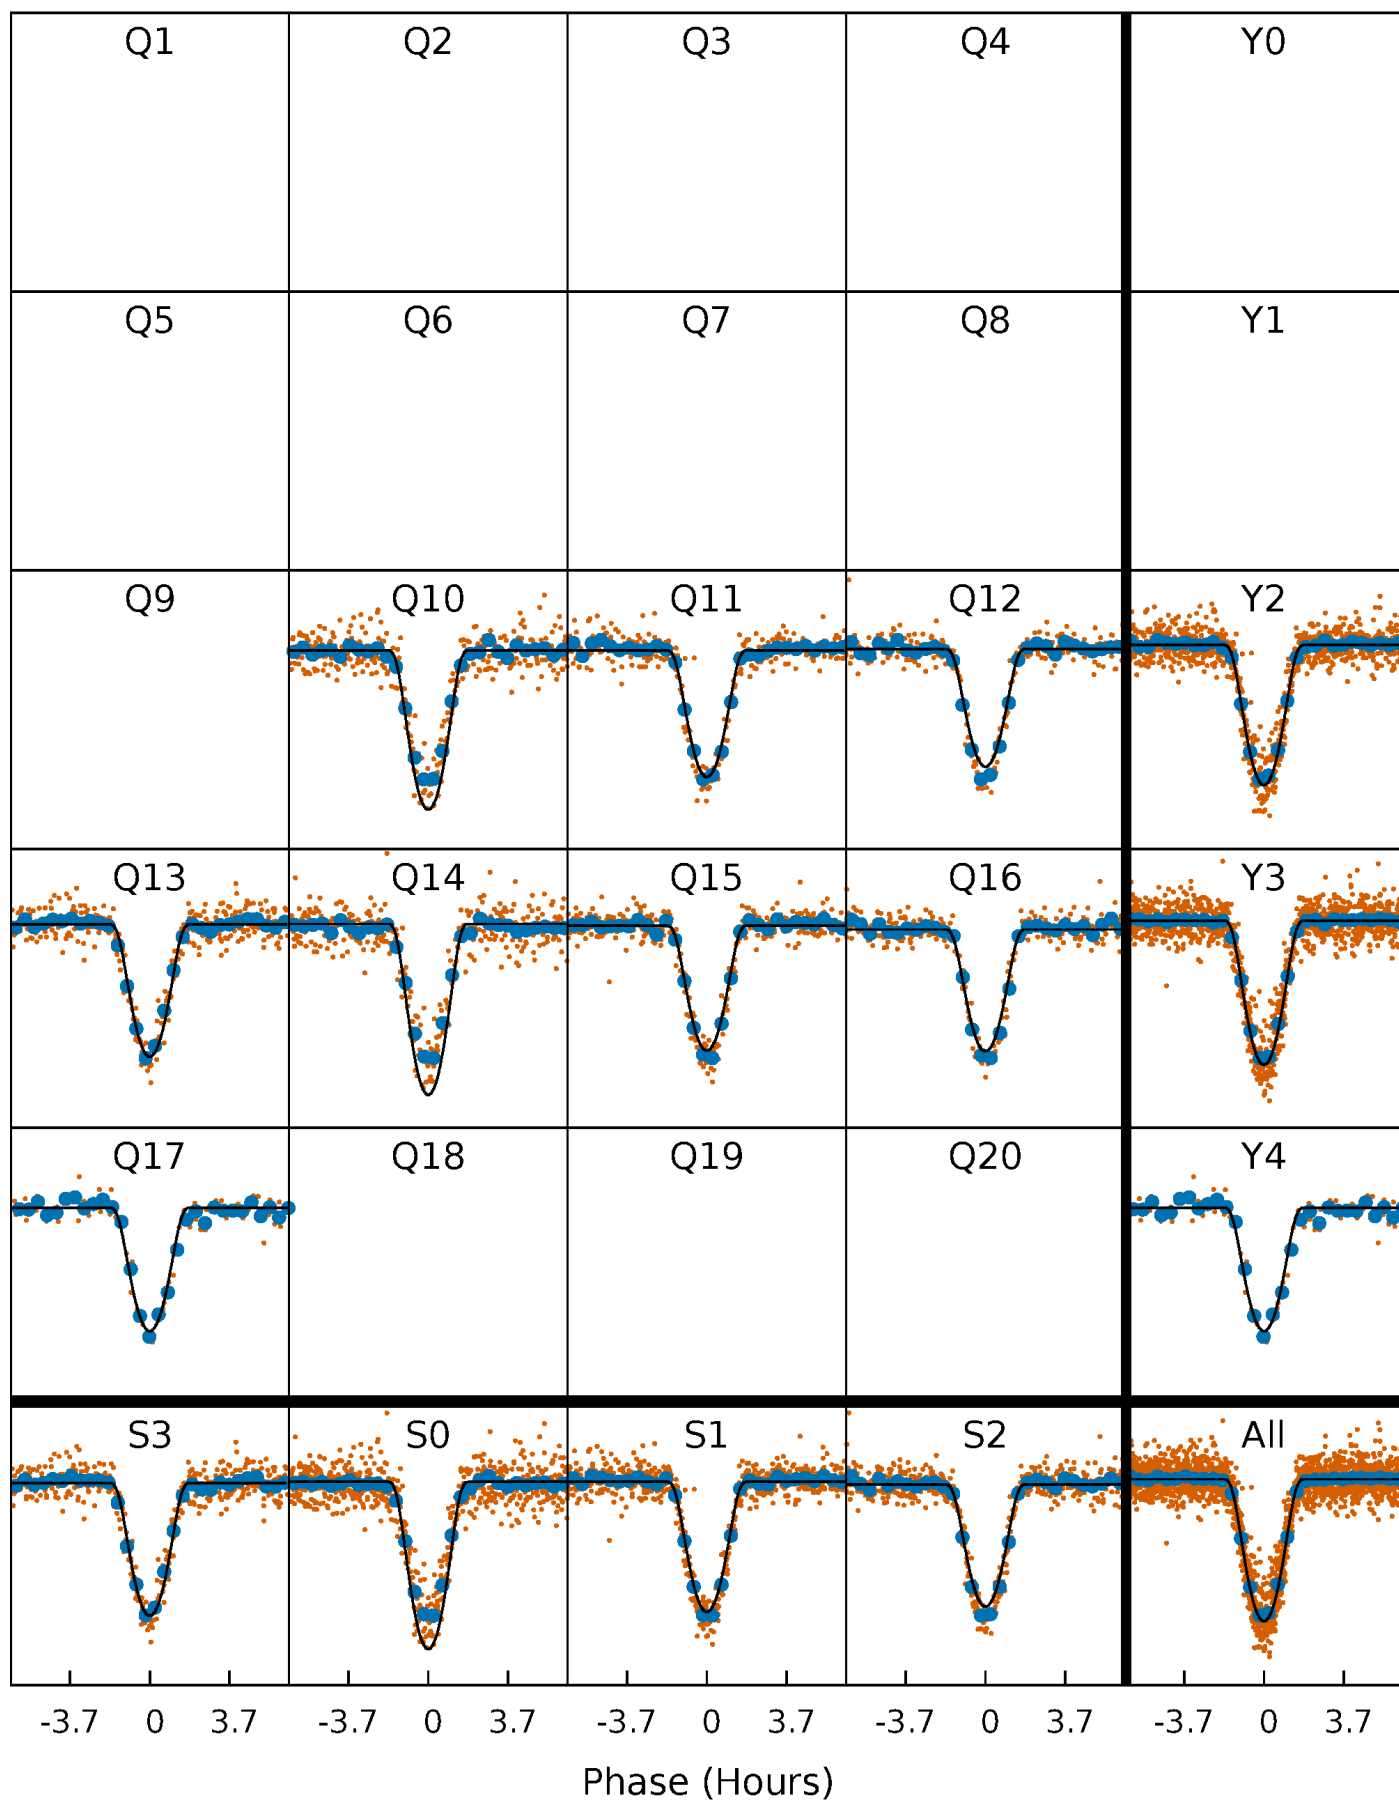 Q1 Q2 Q3 Q4 Y0
Q5 Q6 Q7 Q8 Y1
Q9 Q10 Q11 Q12 Y2
Q13 Q14 Q15 Q16 Y3
Q17 Q18 Q19 Q20 Y4
S3 S0 S1 S2 All
-3.7 0 3.7 -3.7 0 3.7 -3.7 0 3.7 -3.7 0 3.7 -3.7 0 3.7
Phase (Hours)